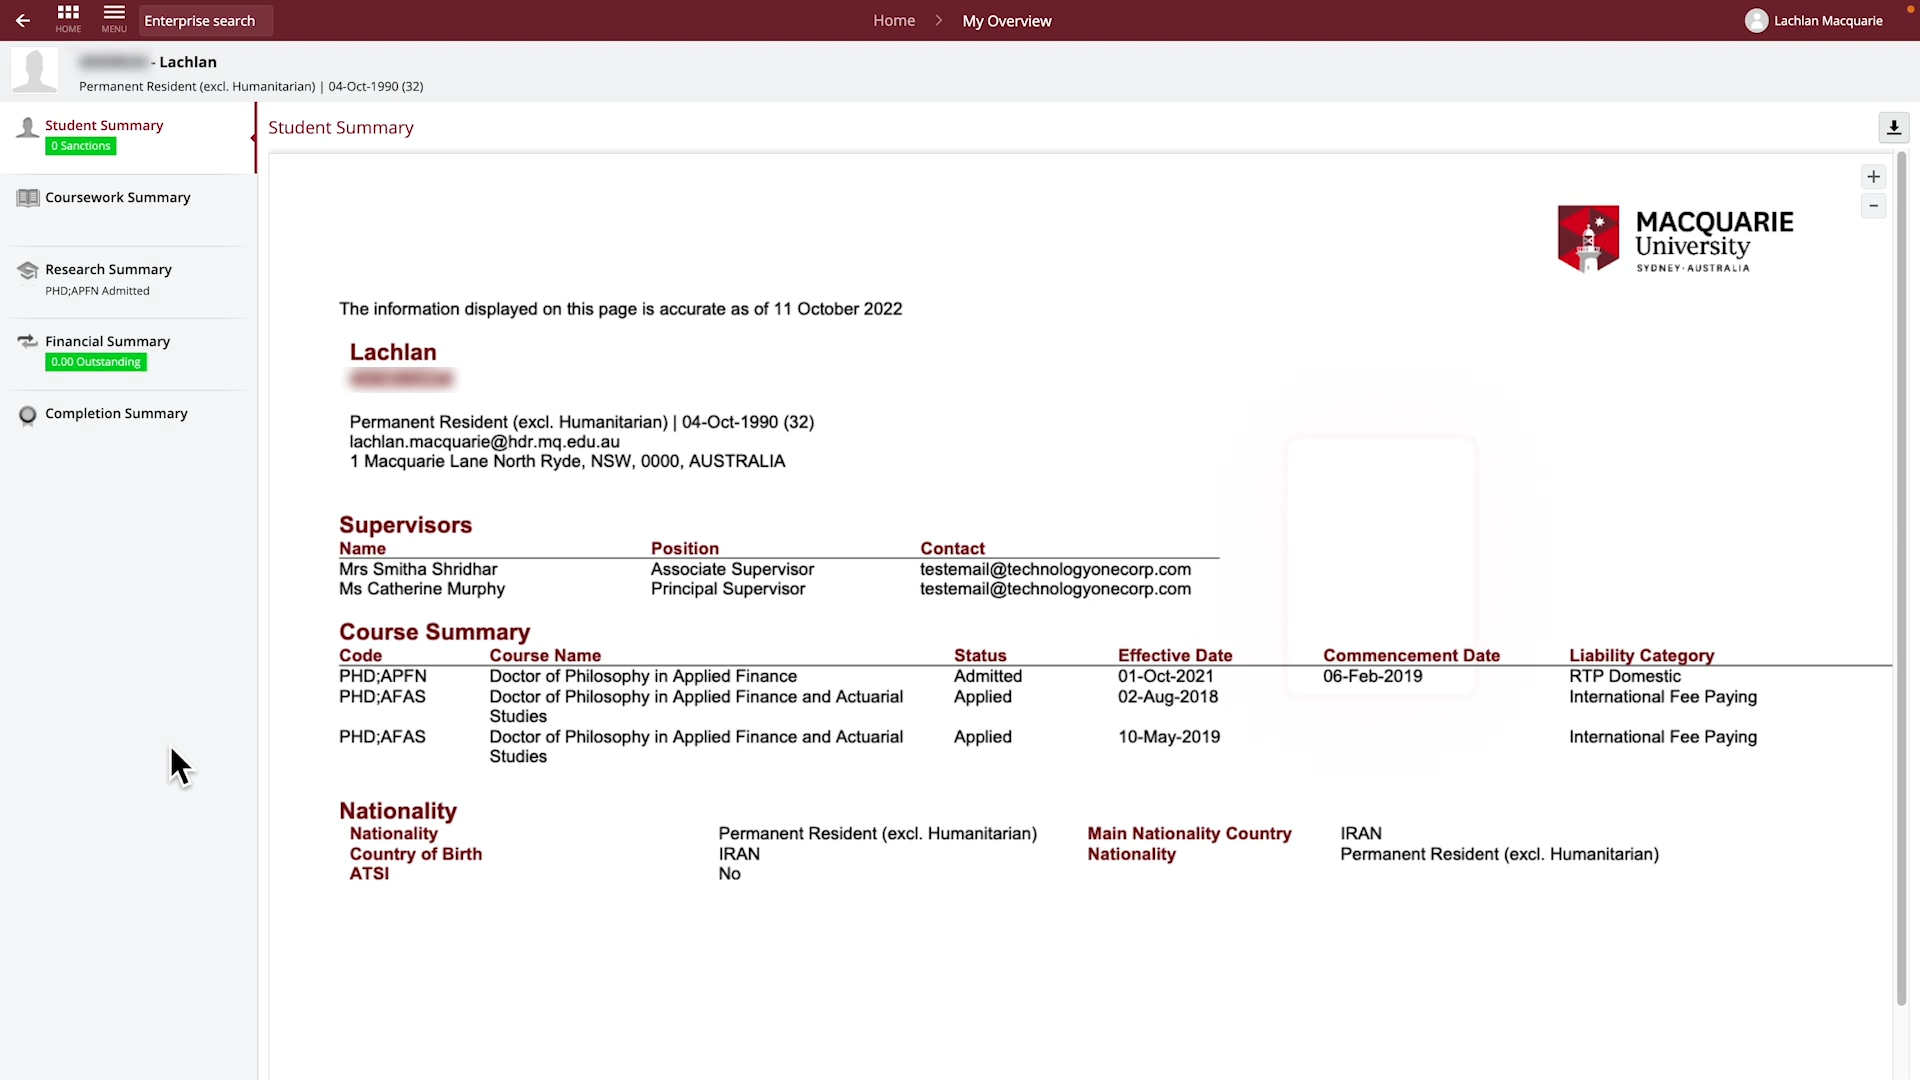 HOME
MENU
Enterprise search
Home > My Overview
Lachlan Macquarie
- Lachlan
Permanent Resident (excl. Humanitarian) | 04-Oct-1990 (32)
Student Summary
0 Sanctions
Coursework Summary
Research Summary
PHD;APFN Admitted
Financial Summary
0.00 Outstanding
Completion Summary
Student Summary
MACQUARIE
University
SYDNEY·AUSTRALIA
The information displayed on this page is accurate as of 11 October 2022
Lachlan
Permanent Resident (excl. Humanitarian) | 04-Oct-1990 (32)
lachlan.macquarie@hdr.mq.edu.au
1 Macquarie Lane North Ryde, NSW, 0000, AUSTRALIA
Supervisors
Name Position Contact
Mrs Smitha Shridhar Associate Supervisor testemail@technologyonecorp.com
Ms Catherine Murphy Principal Supervisor testemail@technologyonecorp.com
Course Summary
Code Course Name Status Effective Date Commencement Date Liability Category
PHD;APFN Doctor of Philosophy in Applied Finance Admitted 01-Oct-2021 06-Feb-2019 RTP Domestic
PHD;AFAS Doctor of Philosophy in Applied Finance and Actuarial Applied 02-Aug-2018 International Fee Paying
Studies
PHD;AFAS Doctor of Philosophy in Applied Finance and Actuarial Applied 10-May-2019 International Fee Paying
Studies
Nationality
Nationality Permanent Resident (excl. Humanitarian) Main Nationality Country IRAN
Country of Birth IRAN Nationality Permanent Resident (excl. Humanitarian)
ATSI No